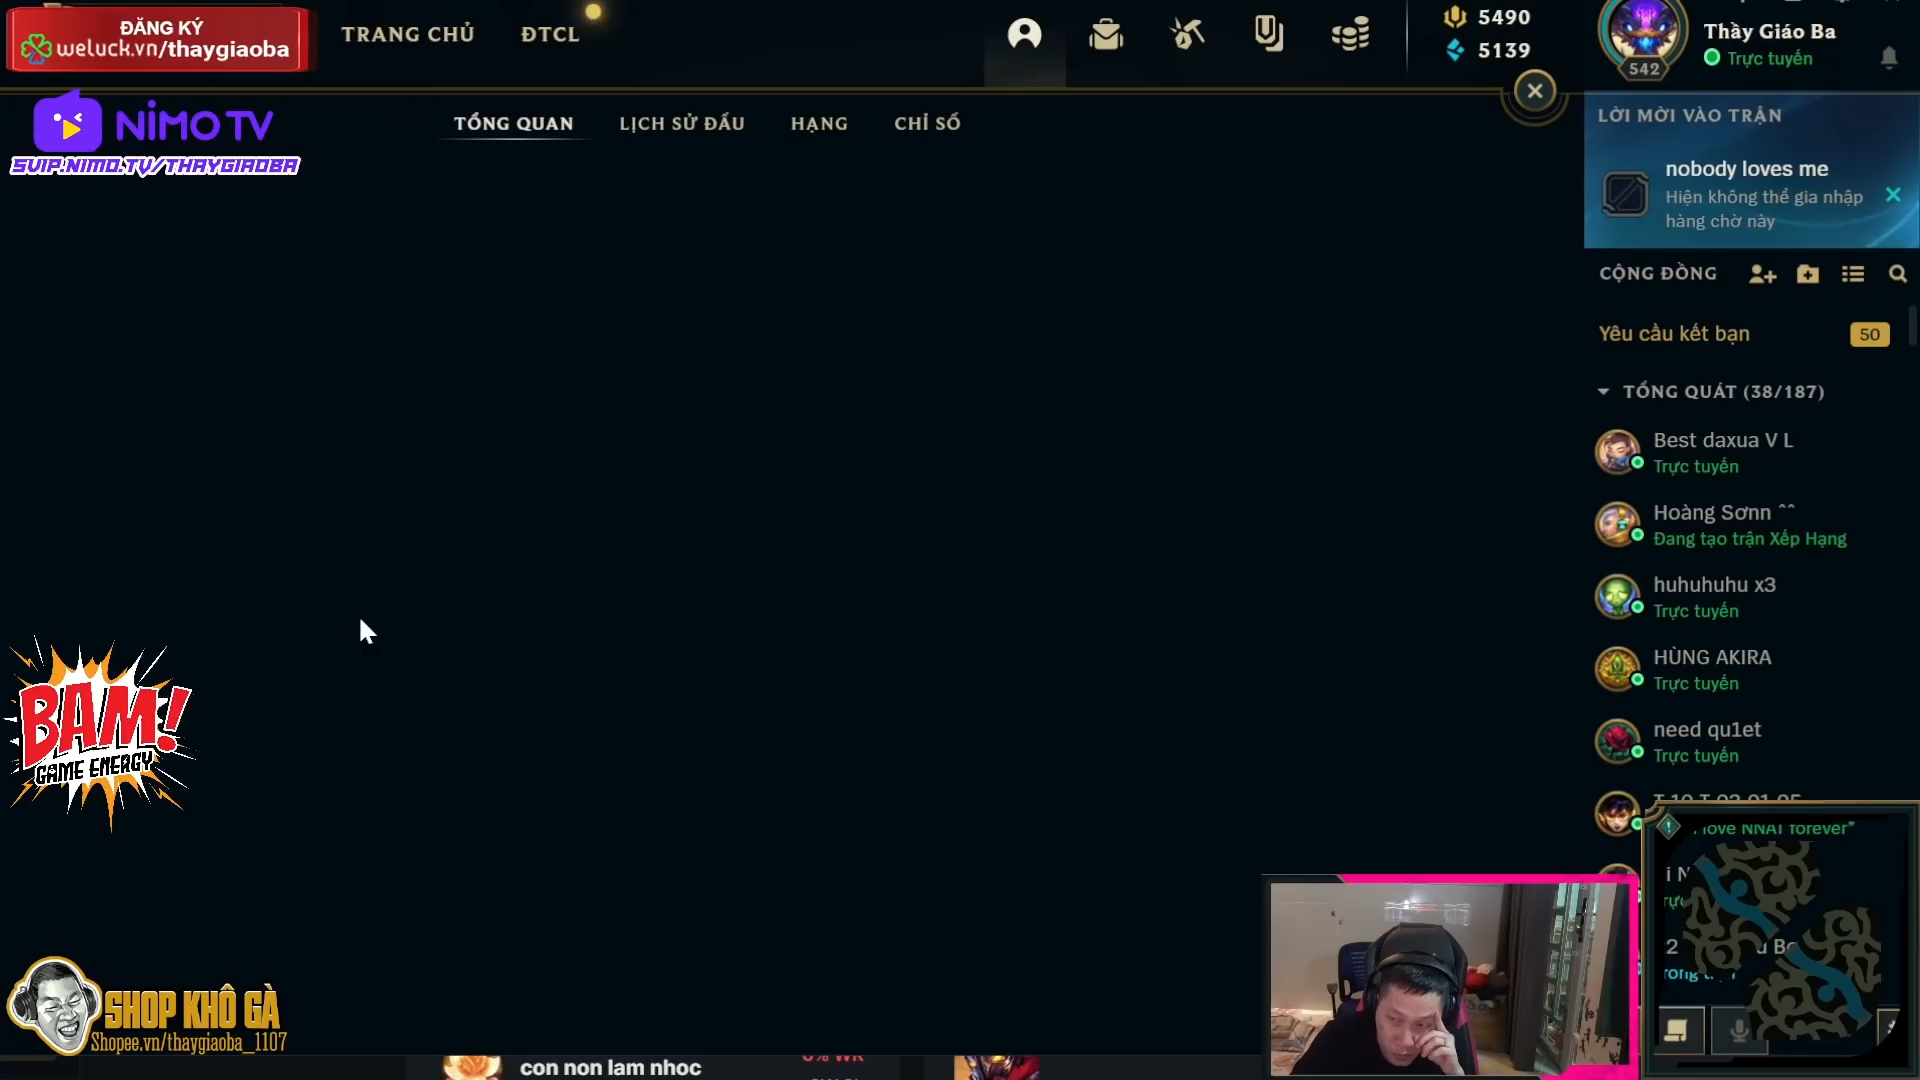 ĐĂNG KÝ
weluck.vn/thaygiaoba
TRANG CHỦ
ĐTCL
5490
5139
542
Thầy Giáo Ba
Trực tuyến
NIMO TV
SVIP.NIMO.TV/THAYGIAOBA
TỔNG QUAN
LỊCH SỬ ĐẤU
HẠNG
CHỈ SỐ
LỜI MỜI VÀO TRẬN
nobody loves me
Hiện không thể gia nhập
hàng chờ này
CỘNG ĐỒNG
Yêu cầu kết bạn
50
TỔNG QUÁT (38/187)
Best daxua V L
Trực tuyến
Hoàng Sơnn ^^
Đang tạo trận Xếp Hạng
huhuhuhu x3
Trực tuyến
HÙNG AKIRA
Trực tuyến
need qu1et
Trực tuyến
love NNAT forever"
BAM!
GAME ENERGY
SHOP KHÔ GÀ
Shopee.vn/thaygiaoba_1107
con non lam nhoc